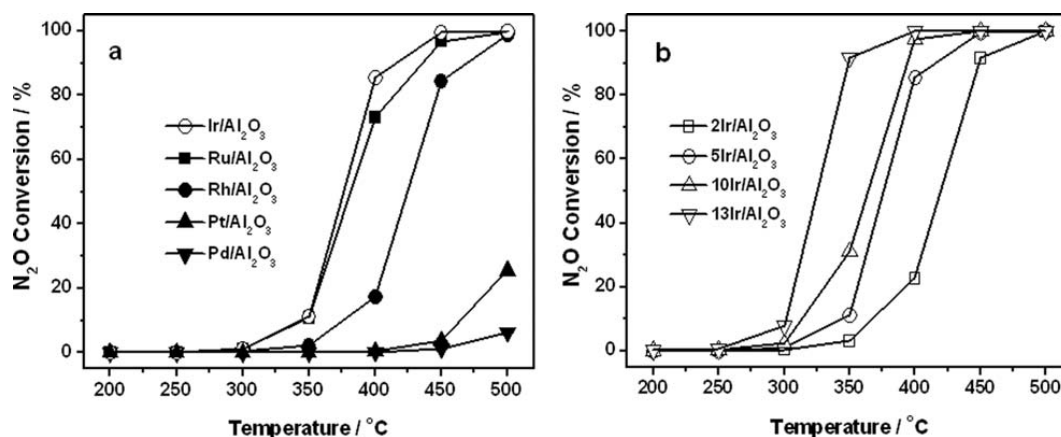 a
100
80
60
40
20
0
N₂O Conversion / %
Ir/Al₂O₃
Ru/Al₂O₃
Rh/Al₂O₃
Pt/Al₂O₃
Pd/Al₂O₃
200 250 300 350 400 450 500
Temperature / °C
b
100
80
60
40
20
0
N₂O Conversion / %
2Ir/Al₂O₃
5Ir/Al₂O₃
10Ir/Al₂O₃
13Ir/Al₂O₃
200 250 300 350 400 450 500
Temperature / °C